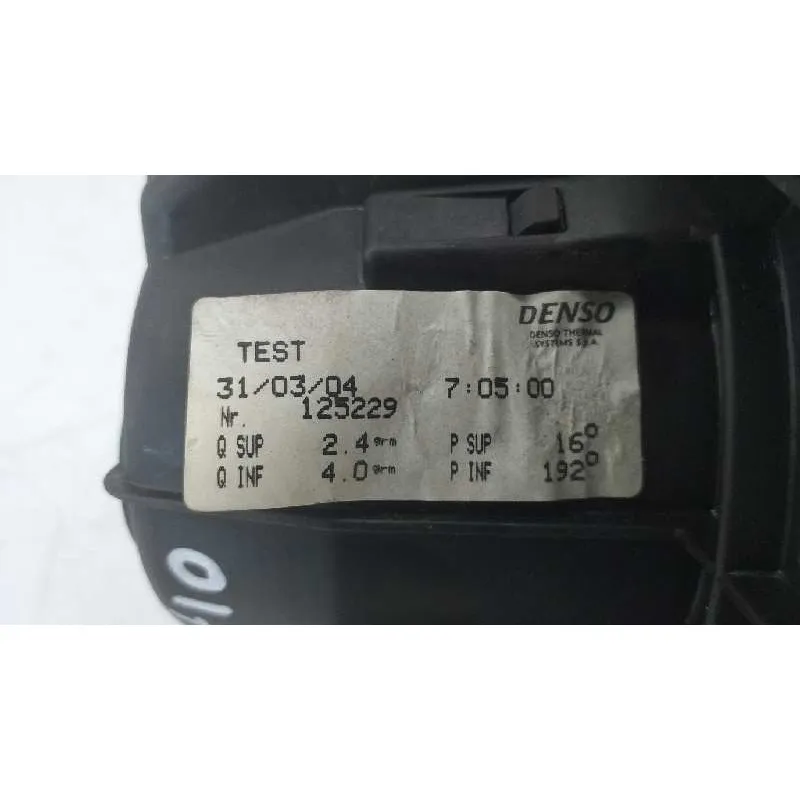 DENSO
DENSO THERMAL
SYSTEMS S.p.A.
TEST
31/03/04 7:05:00
Nr. 125229
Q SUP 2.4 grm P SUP 16°
Q INF 4.0 grm P INF 192°